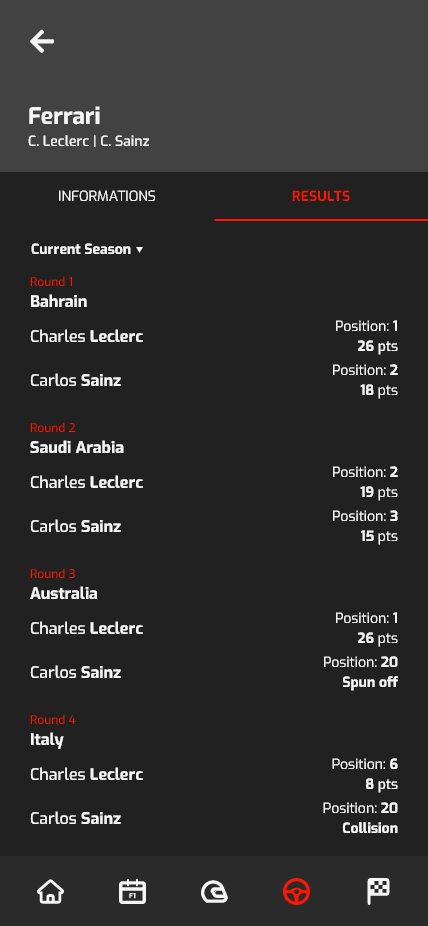 Ferrari
C. Leclerc | C. Sainz
INFORMATIONS RESULTS
Current Season
Round 1
Bahrain
Charles Leclerc
Position: 1
26 pts
Carlos Sainz
Position: 2
18 pts
Round 2
Saudi Arabia
Charles Leclerc
Position: 2
19 pts
Carlos Sainz
Position: 3
15 pts
Round 3
Australia
Charles Leclerc
Position: 1
26 pts
Carlos Sainz
Position: 20
Spun off
Round 4
Italy
Charles Leclerc
Position: 6
8 pts
Carlos Sainz
Position: 20
Collision
F1